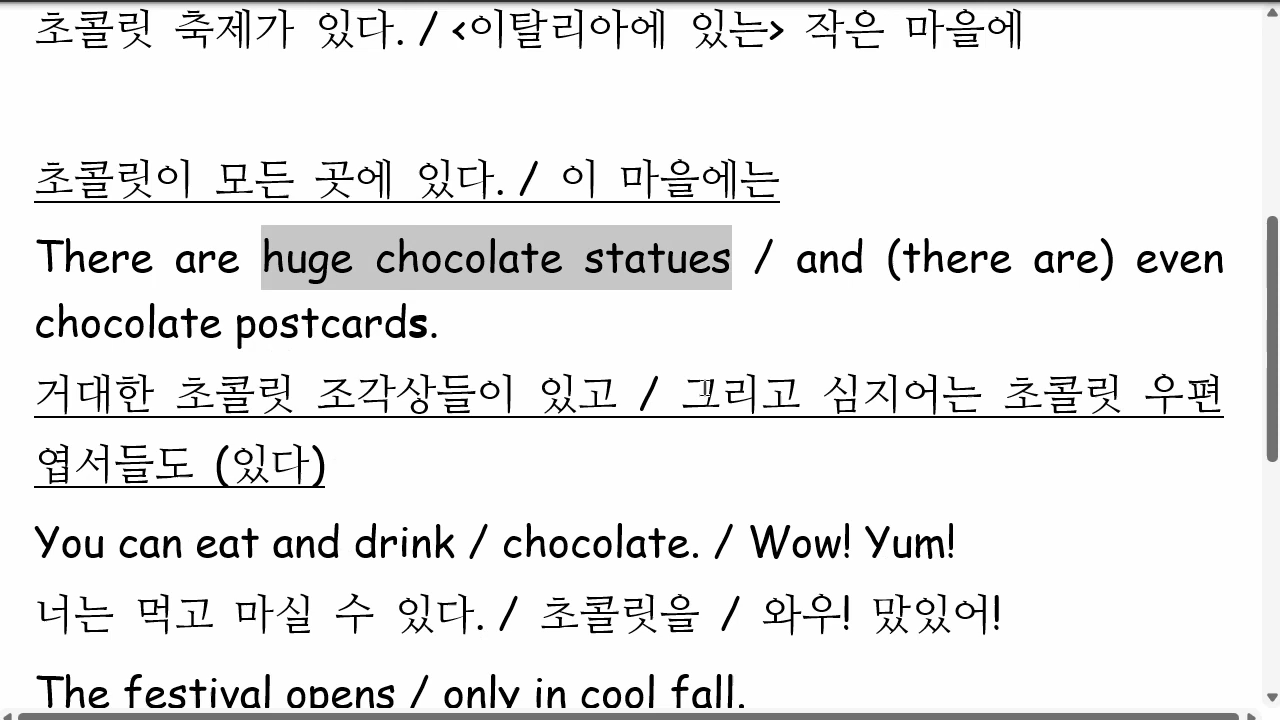 초콜릿 축제가 있다. / <이탈리아에 있는> 작은 마을에
초콜릿이 모든 곳에 있다. / 이 마을에는
There are huge chocolate statues / and (there are) even
chocolate postcards.
거대한 초콜릿 조각상들이 있고 / 그리고 심지어는 초콜릿 우편
엽서들도 (있다)
You can eat and drink / chocolate. / Wow! Yum!
너는 먹고 마실 수 있다. / 초콜릿을 / 와우! 맜있어!
The festival opens / only in cool fall.